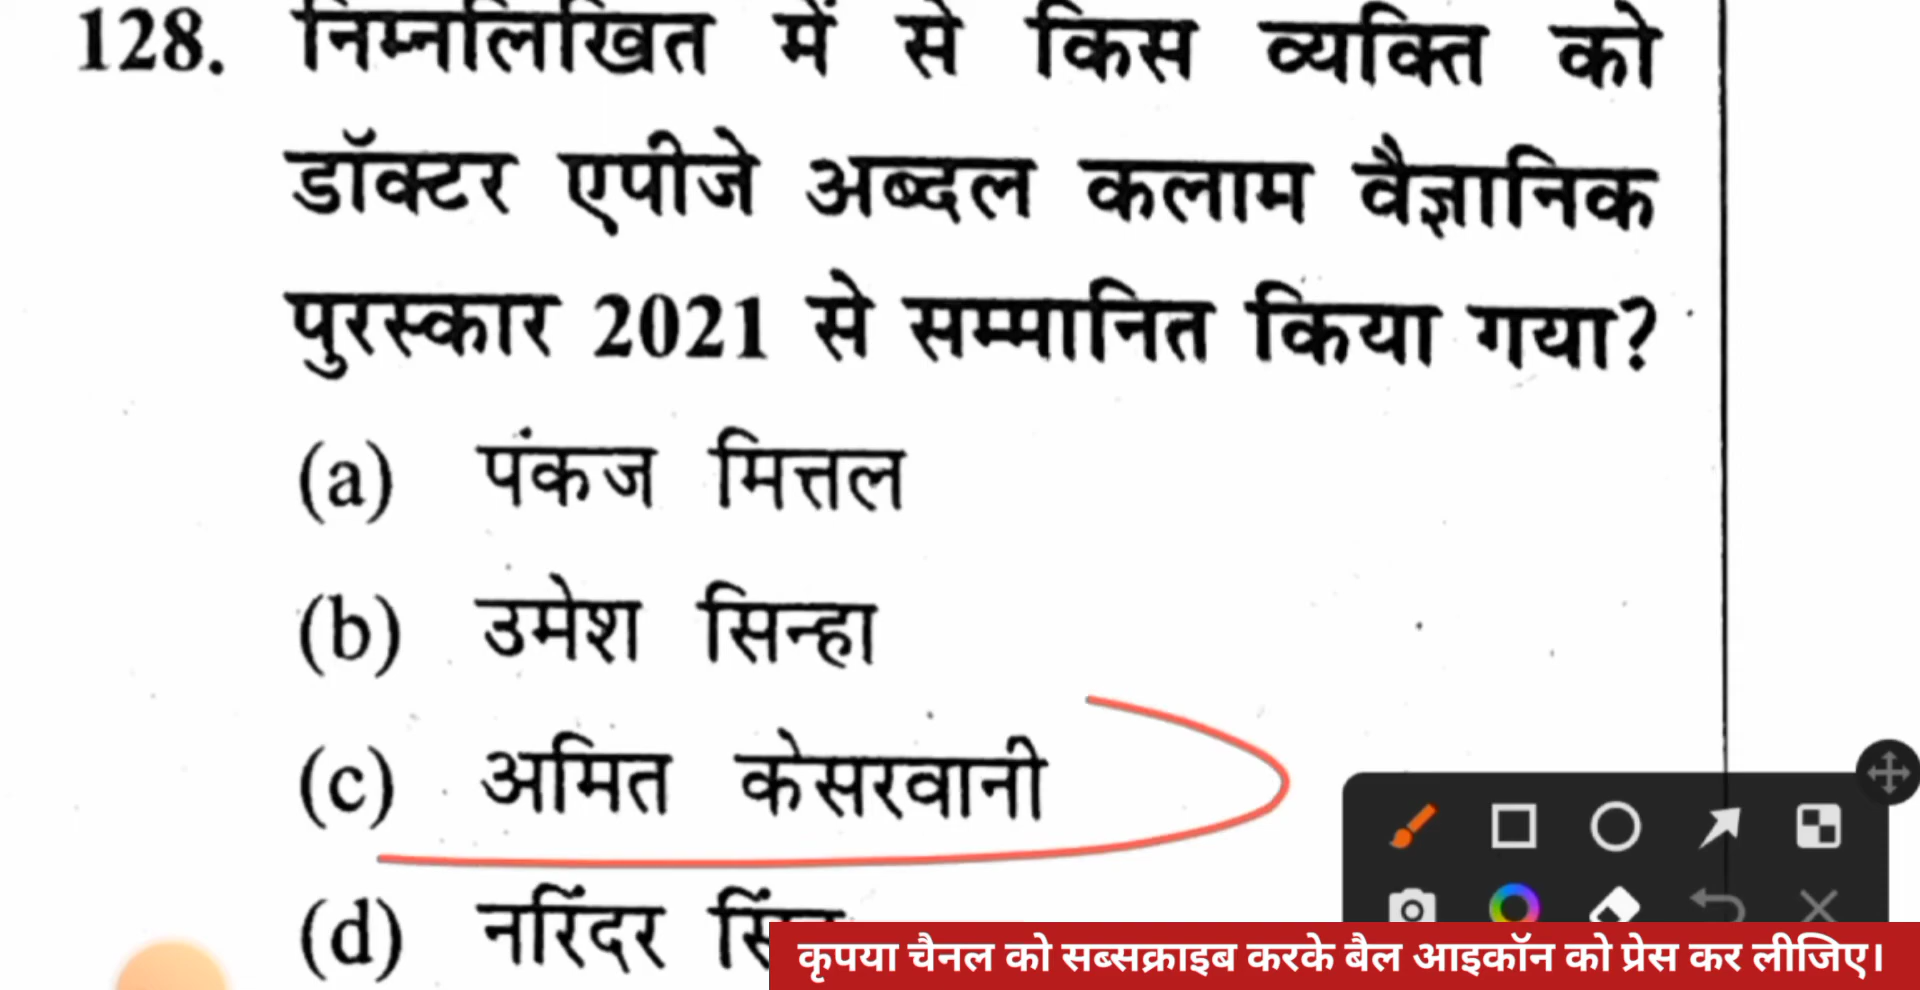 128. निम्नलिखित में से किस व्यक्ति को
डॉक्टर एपीजे अब्दल कलाम वैज्ञानिक
पुरस्कार 2021 से सम्मानित किया गया?
(a) पंकज मित्तल
(b) उमेश सिन्हा
(c) अमित केसरवानी
(d) नरिंदर
कृपया चैनल को सब्सक्राइब करके बैल आइकॉन को प्रेस कर लीजिए।